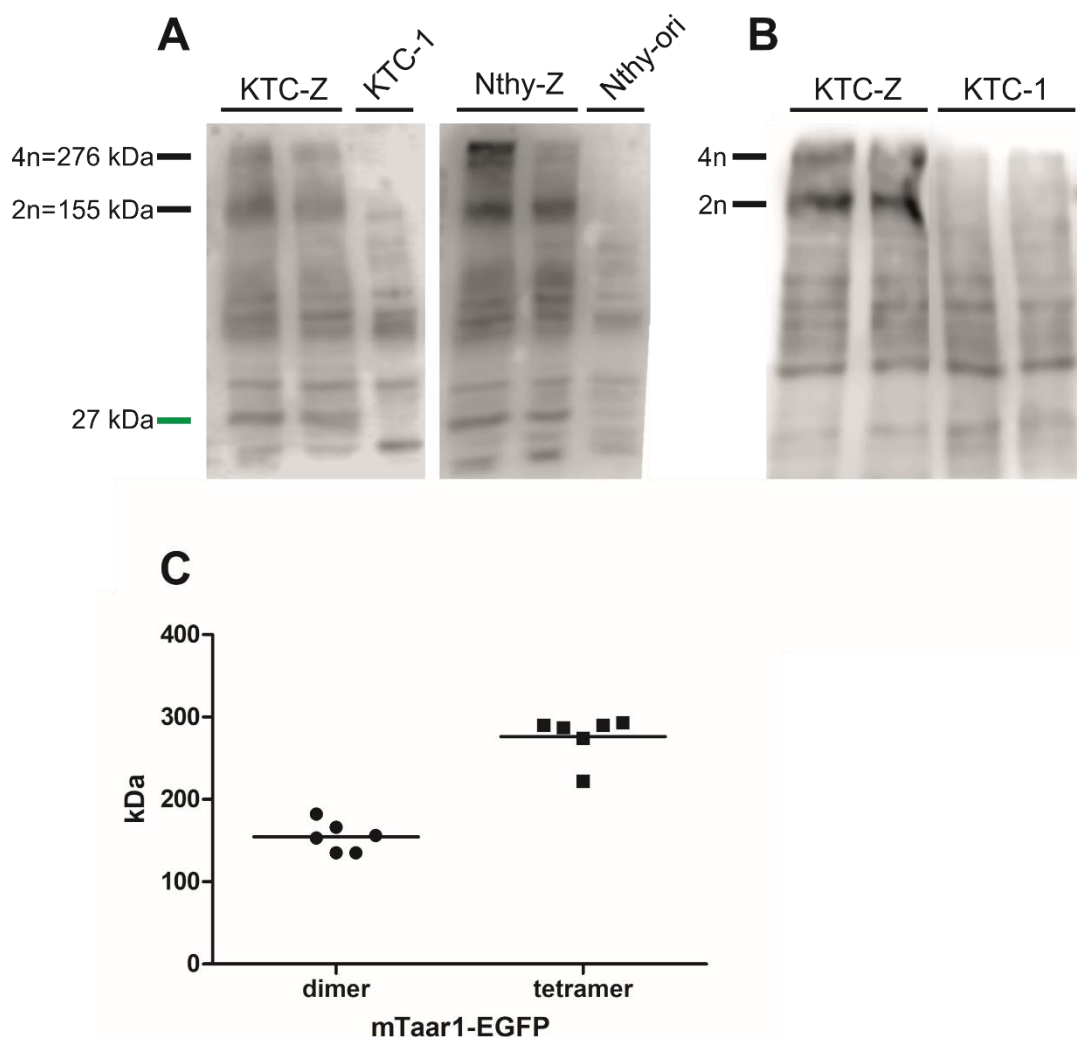 A
B
KTC-Z
KTC-1
Nthy-Z
Nthy-ori
KTC-Z
KTC-1
4n=276 kDa
2n=155 kDa
27 kDa
4n
2n
C
400
300
200
100
0
kDa
dimer
tetramer
mTaar1-EGFP